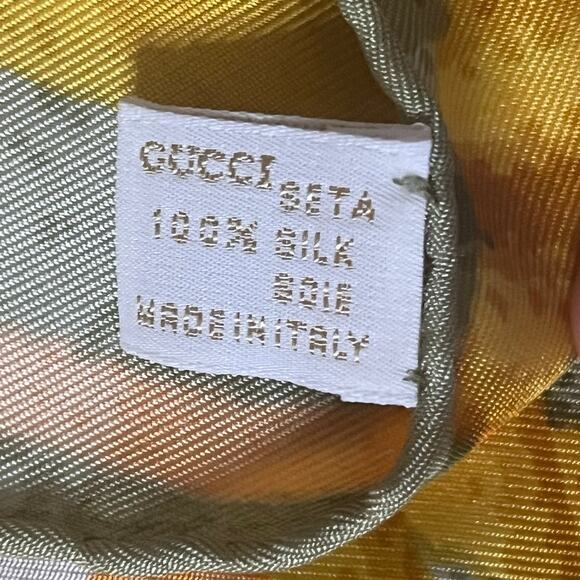 GUCCI
SETA
100% SILK
SOIE
MADE IN ITALY